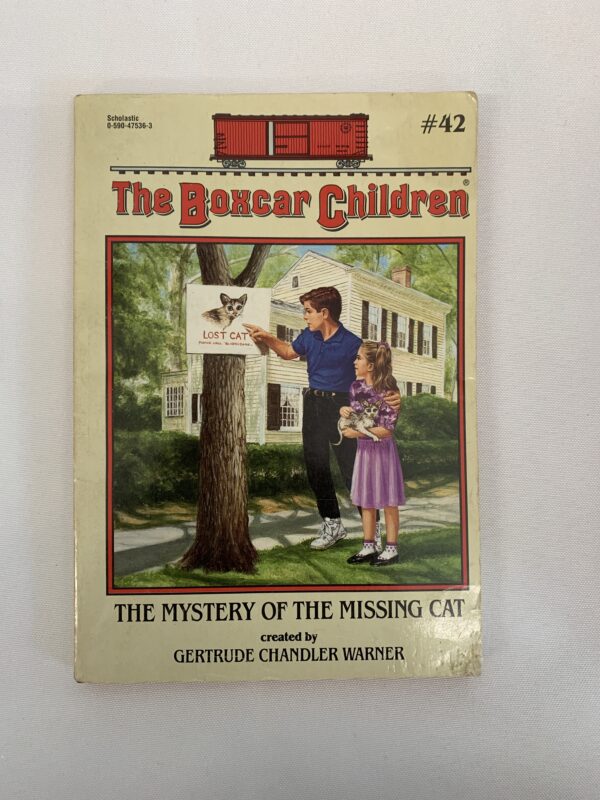 Scholastic
0-590-47536-3
#42
The Boxcar Children®
LOST CAT
THE MYSTERY OF THE MISSING CAT
created by
GERTRUDE CHANDLER WARNER